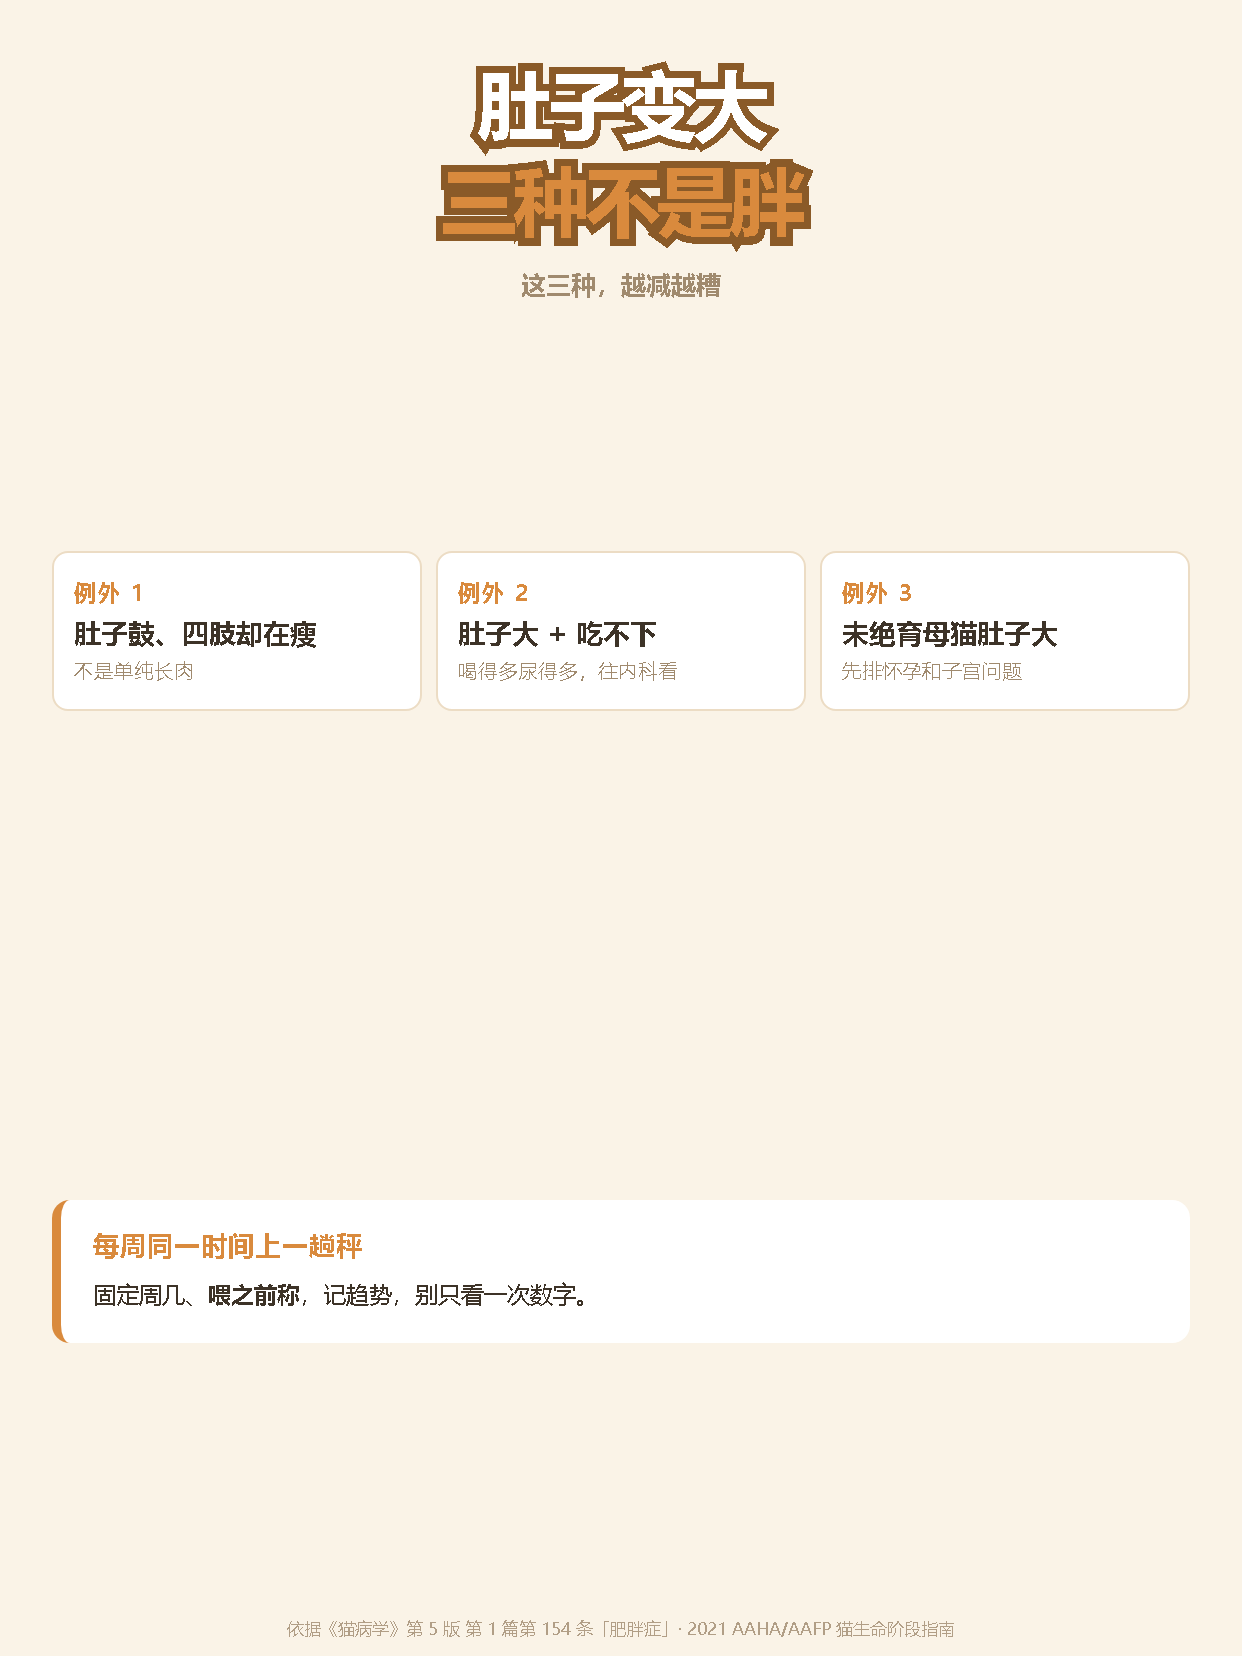 肚子变大
三种不是胖
这三种，越减越糟
例外 1
肚子鼓、四肢却在瘦
不是单纯长肉
例外 2
肚子大 + 吃不下
喝得多尿得多，往内科看
例外 3
未绝育母猫肚子大
先排怀孕和子宫问题
每周同一时间上一趟秤
固定周几、喂之前称，记趋势，别只看一次数字。
依据《猫病学》第 5 版 第 1 篇第 154 条「肥胖症」· 2021 AAHA/AAFP 猫生命阶段指南